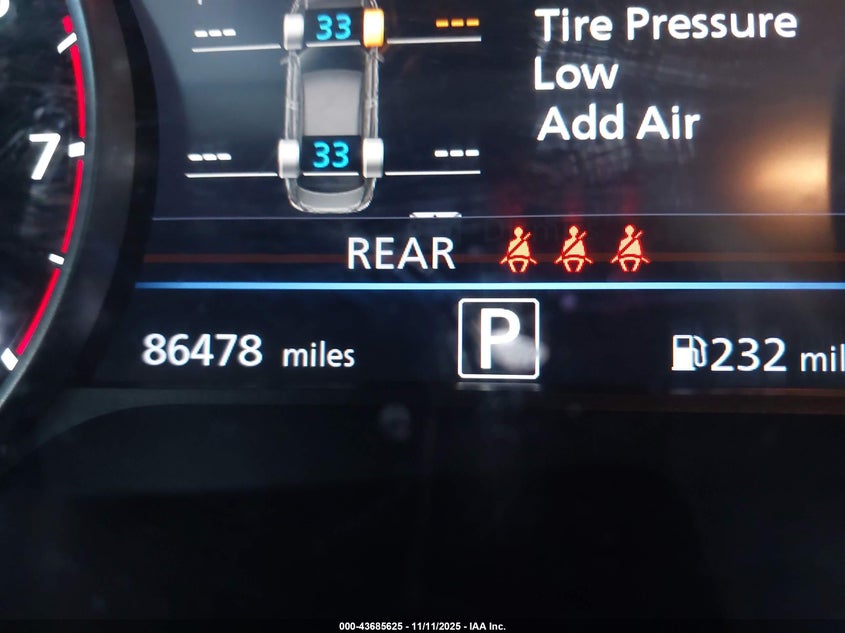 Tire Pressure
Low
Add Air
--- 33 ---
--- 33 ---
7
REAR
86478 miles
P
232 mil
000-43685625 - 11/11/2025 - IAA Inc.